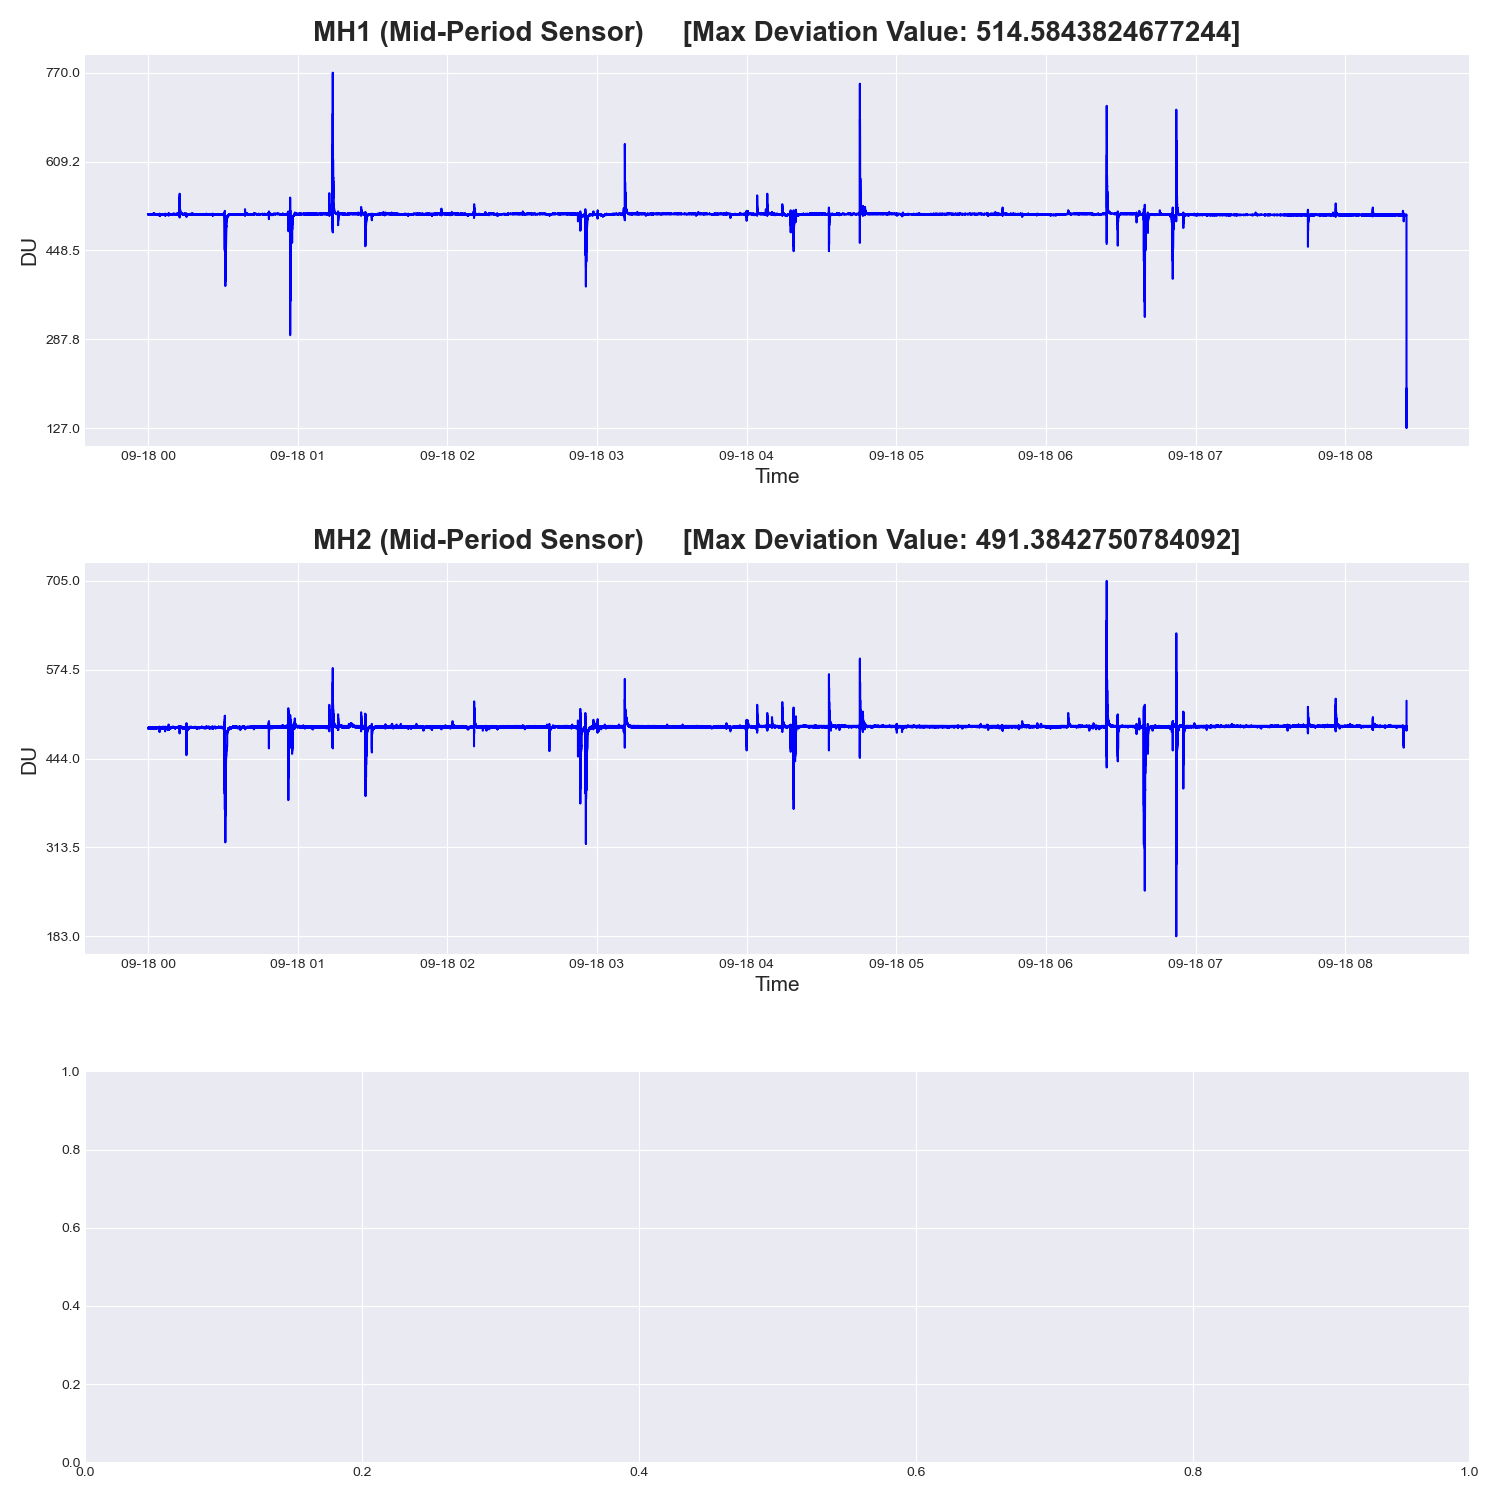 MH1 (Mid-Period Sensor) [Max Deviation Value: 514.5843824677244]
770.0
609.2
448.5
287.8
127.0
DU
09-18 00 09-18 01 09-18 02 09-18 03 09-18 04 09-18 05 09-18 06 09-18 07 09-18 08
Time
MH2 (Mid-Period Sensor) [Max Deviation Value: 491.3842750784092]
705.0
574.5
444.0
313.5
183.0
DU
09-18 00 09-18 01 09-18 02 09-18 03 09-18 04 09-18 05 09-18 06 09-18 07 09-18 08
Time
1.0
0.8
0.6
0.4
0.2
0.0
0.0 0.2 0.4 0.6 0.8 1.0